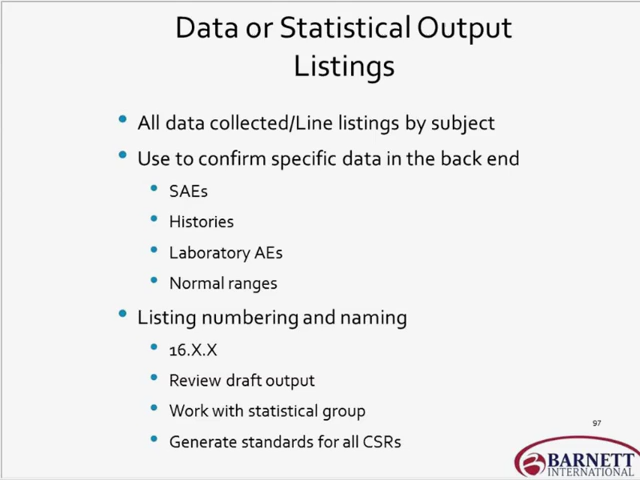 Data or Statistical Output
Listings
• All data collected/Line listings by subject
• Use to confirm specific data in the back end
• SAEs
• Histories
• Laboratory AEs
• Normal ranges
• Listing numbering and naming
• 16.X.X
• Review draft output
• Work with statistical group
• Generate standards for all CSRs
97
BARNETT
INTERNATIONAL